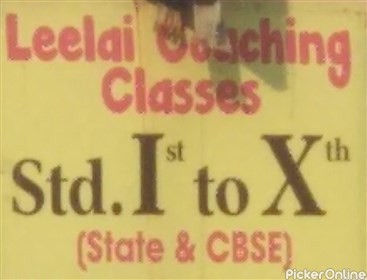 Leelai Coaching
Classes
Std. Ist to Xth
(State & CBSE)
PickerOnline